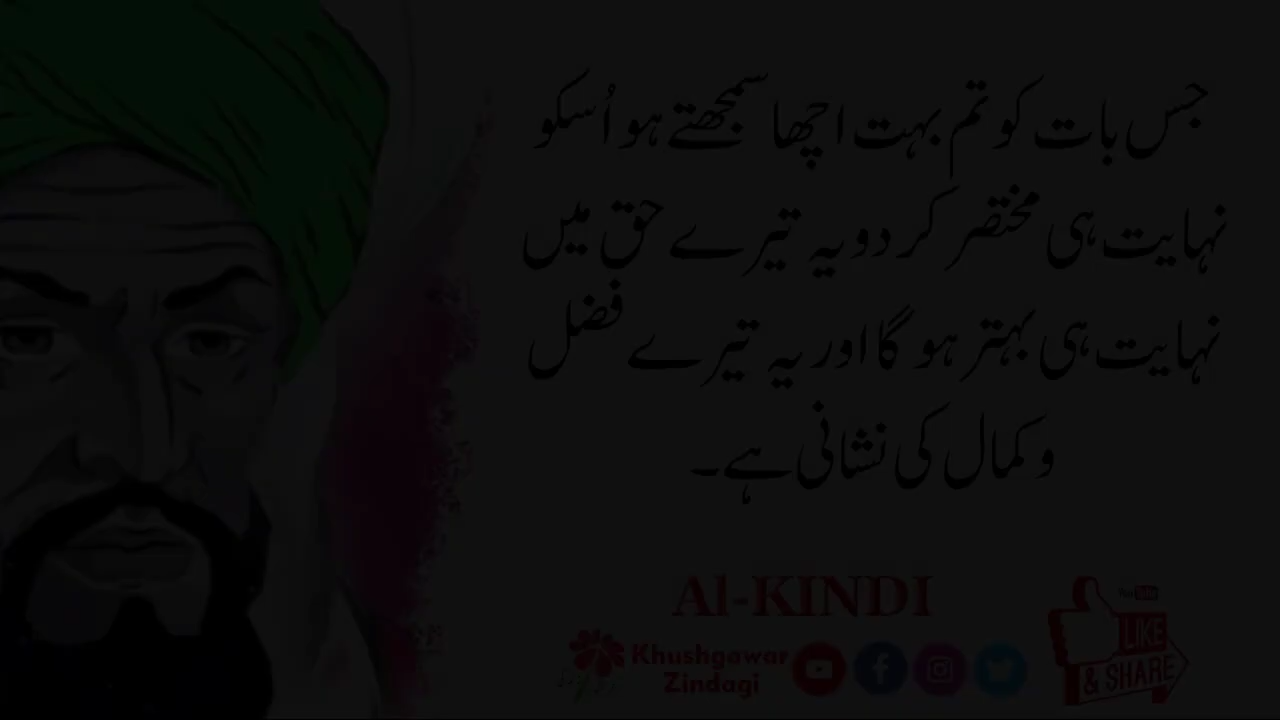 جس بات کو تم بہت اچھا سمجھتے ہو اُسکو
نہایت ہی مختصر کر دو یہ تیرے حق میں
نہایت ہی بہتر ہو گا اور یہ تیرے فضل
و کمال کی نشانی ہے۔
Al-KINDI
Khushgawar
Zindagi
YouTube
LIKE
& SHARE